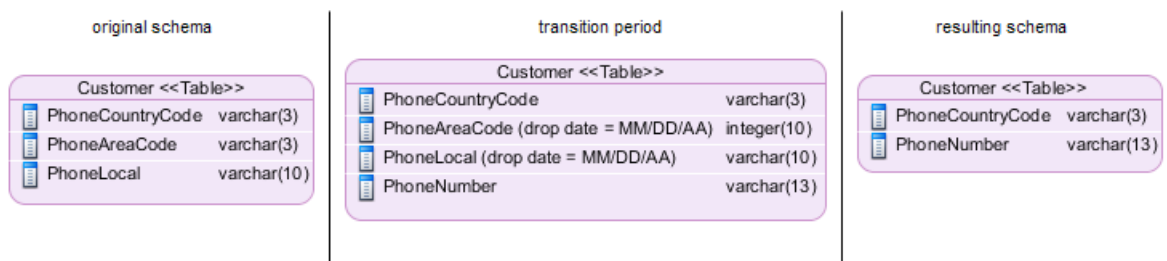 original schema
Customer <<Table>>
PhoneCountryCode varchar(3)
PhoneAreaCode varchar(3)
PhoneLocal varchar(10)
transition period
Customer <<Table>>
PhoneCountryCode varchar(3)
PhoneAreaCode (drop date = MM/DD/AA) integer(10)
PhoneLocal (drop date = MM/DD/AA) varchar(10)
PhoneNumber varchar(13)
resulting schema
Customer <<Table>>
PhoneCountryCode varchar(3)
PhoneNumber varchar(13)